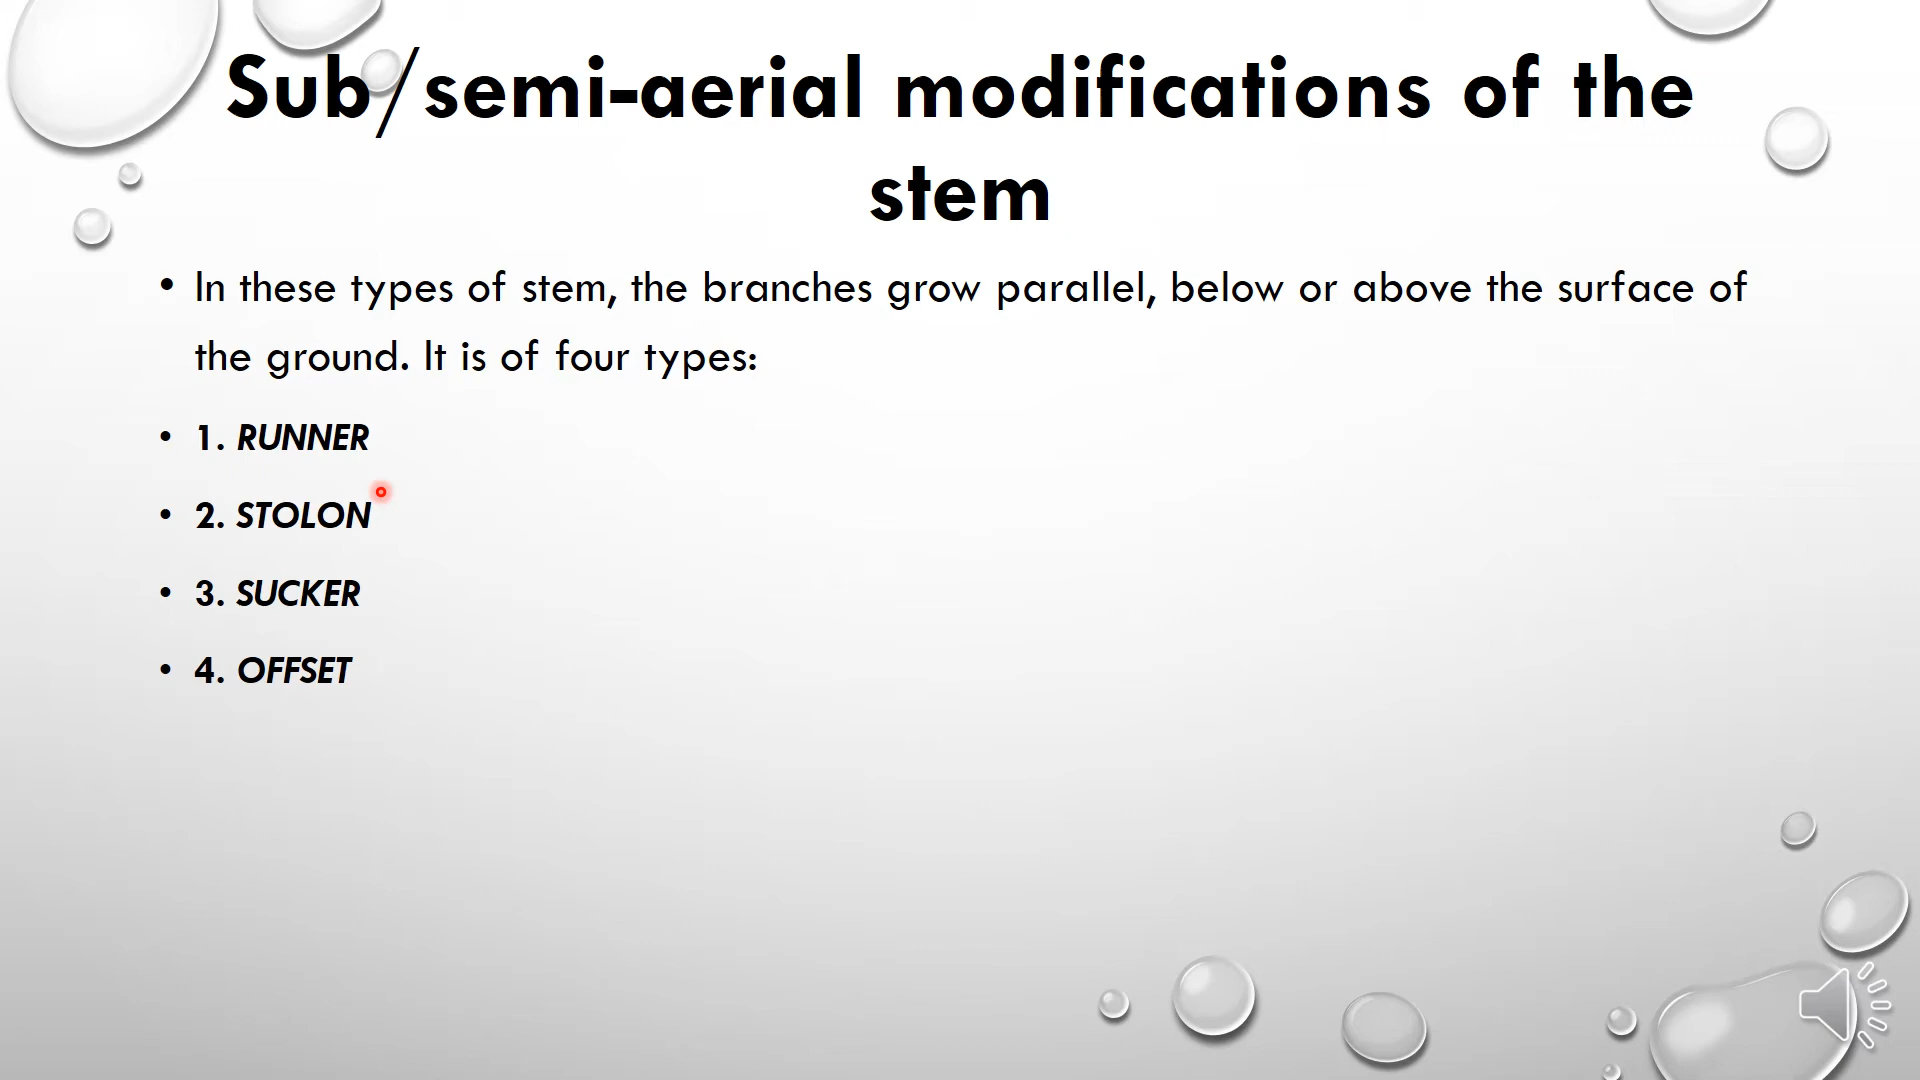 Sub/semi-aerial modifications of the
stem
• In these types of stem, the branches grow parallel, below or above the surface of
the ground. It is of four types:
• 1. RUNNER
• 2. STOLON
• 3. SUCKER
• 4. OFFSET